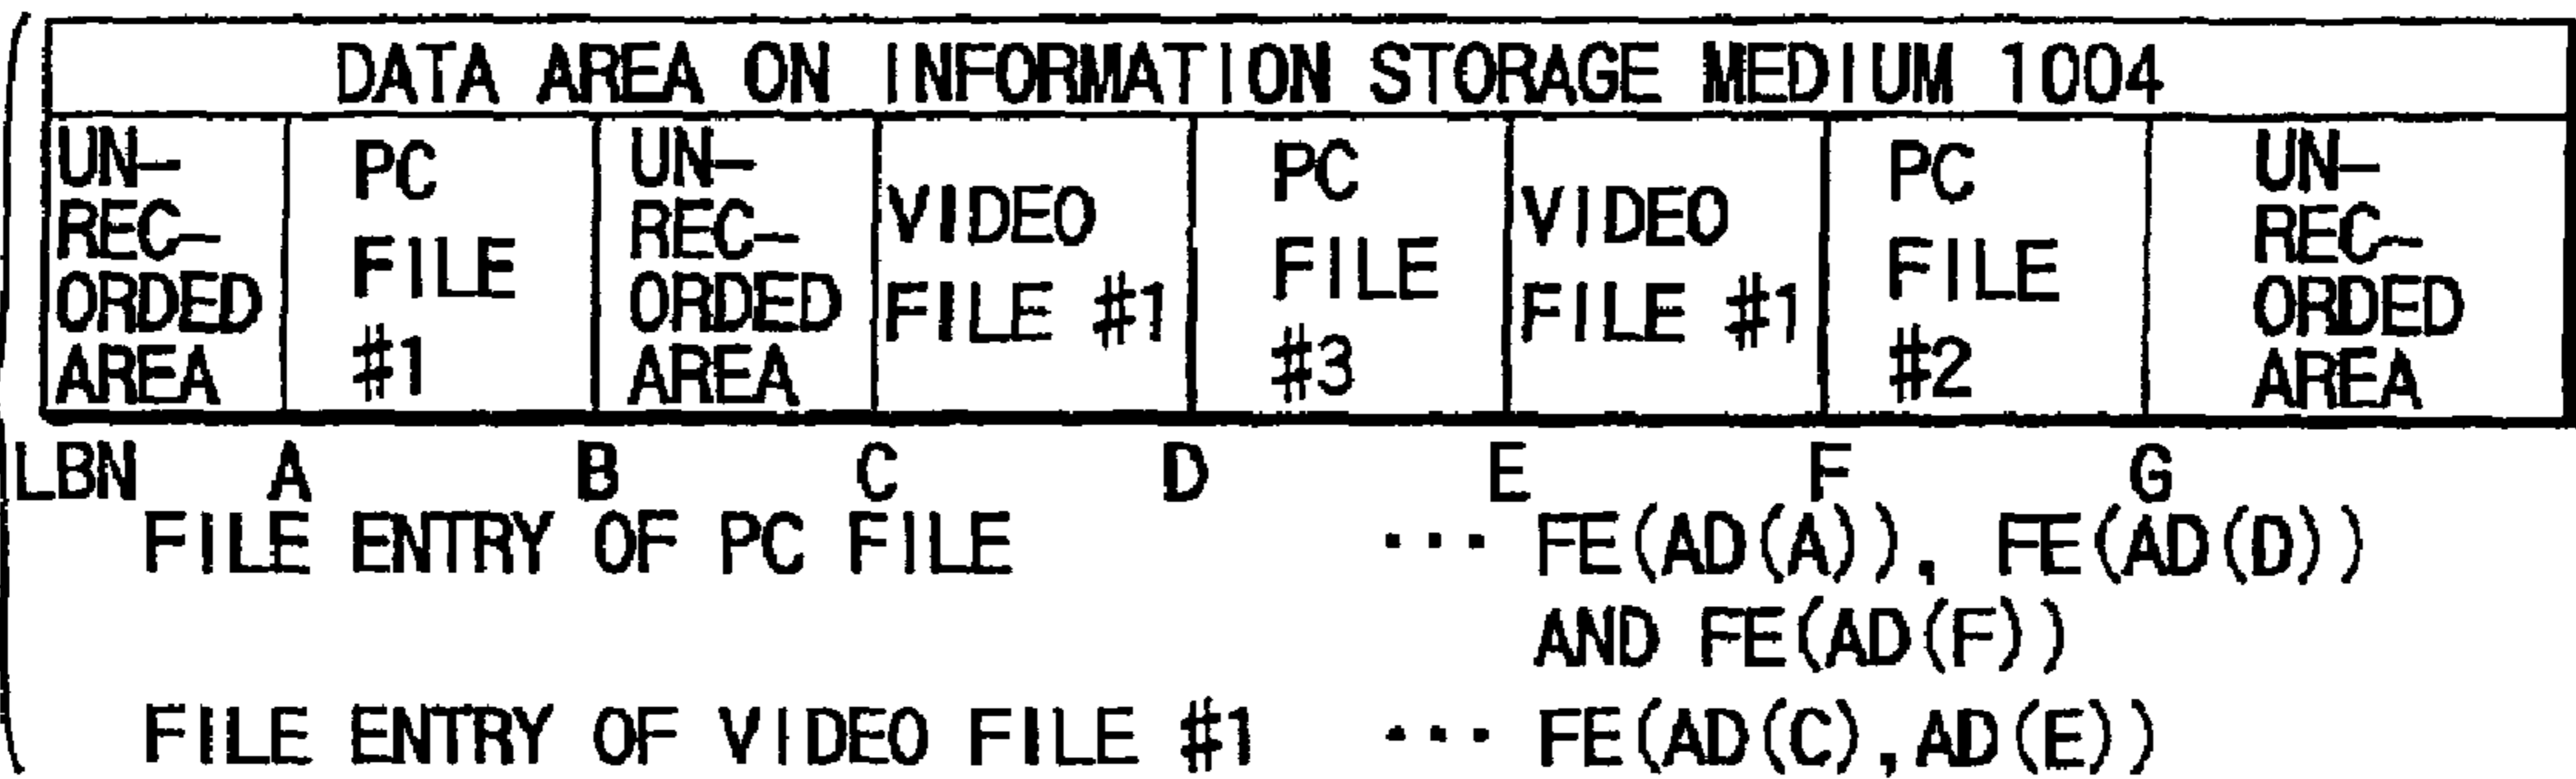 DATA AREA ON INFORMATION STORAGE MEDIUM 1004
UN-
REC-
ORDED
AREA
PC
FILE
#1
UN-
REC-
ORDED
AREA
VIDEO
FILE #1
PC
FILE
#3
VIDEO
FILE #1
PC
FILE
#2
UN-
REC-
ORDED
AREA
LBN A B C D E F G
FILE ENTRY OF PC FILE ... FE(AD(A)), FE(AD(D))
AND FE(AD(F))
FILE ENTRY OF VIDEO FILE #1 ... FE(AD(C),AD(E))